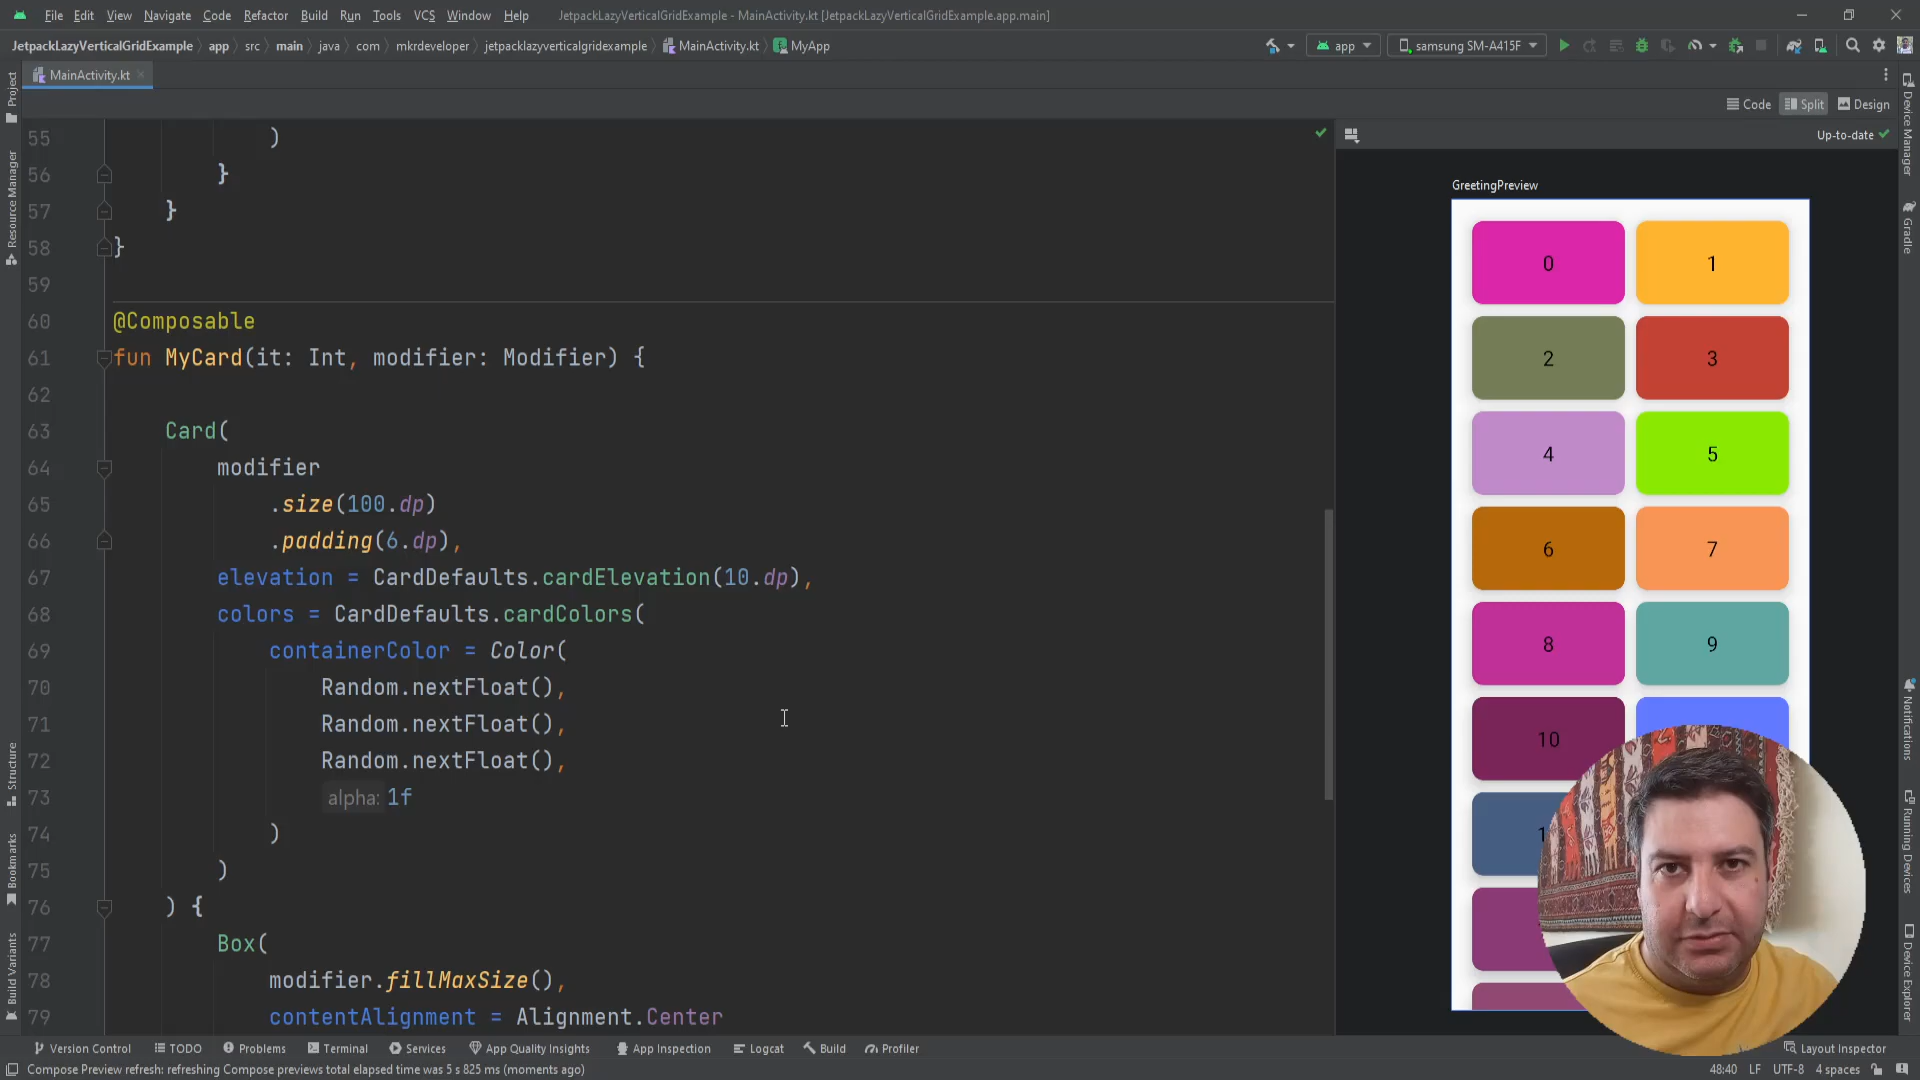 File Edit View Navigate Code Refactor Build Run Tools VCS Window Help JetpackLazyVerticalGridExample - MainActivity.kt [JetpackLazyVerticalGridExample.app.main]
JetpackLazyVerticalGridExample app src main java com mkrdeveloper jetpacklazyverticalgridexample MainActivity.kt MyApp app samsung SM-A415F
MainActivity.kt
Code Split Design
Up-to-date
Project
Resource Manager
Structure
Bookmarks
Build Variants
55 )
56 }
57 }
58 }
59
60 @Composable
61 fun MyCard(it: Int, modifier: Modifier) {
62
63 Card(
64 modifier
65 .size(100.dp)
66 .padding(6.dp),
67 elevation = CardDefaults.cardElevation(10.dp),
68 colors = CardDefaults.cardColors(
69 containerColor = Color(
70 Random.nextFloat(),
71 Random.nextFloat(),
72 Random.nextFloat(),
73 alpha: 1f
74 )
75 )
76 ) {
77 Box(
78 modifier.fillMaxSize(),
79 contentAlignment = Alignment.Center
GreetingPreview
0 1
2 3
4 5
6 7
8 9
10
1
Device Manager
Gradle
Notifications
Running Devices
Device Explorer
Version Control TODO Problems Terminal Services App Quality Insights App Inspection Logcat Build Profiler Layout Inspector
Compose Preview refresh: refreshing Compose previews total elapsed time was 5 s 825 ms (moments ago) 48:40 LF UTF-8 4 spaces